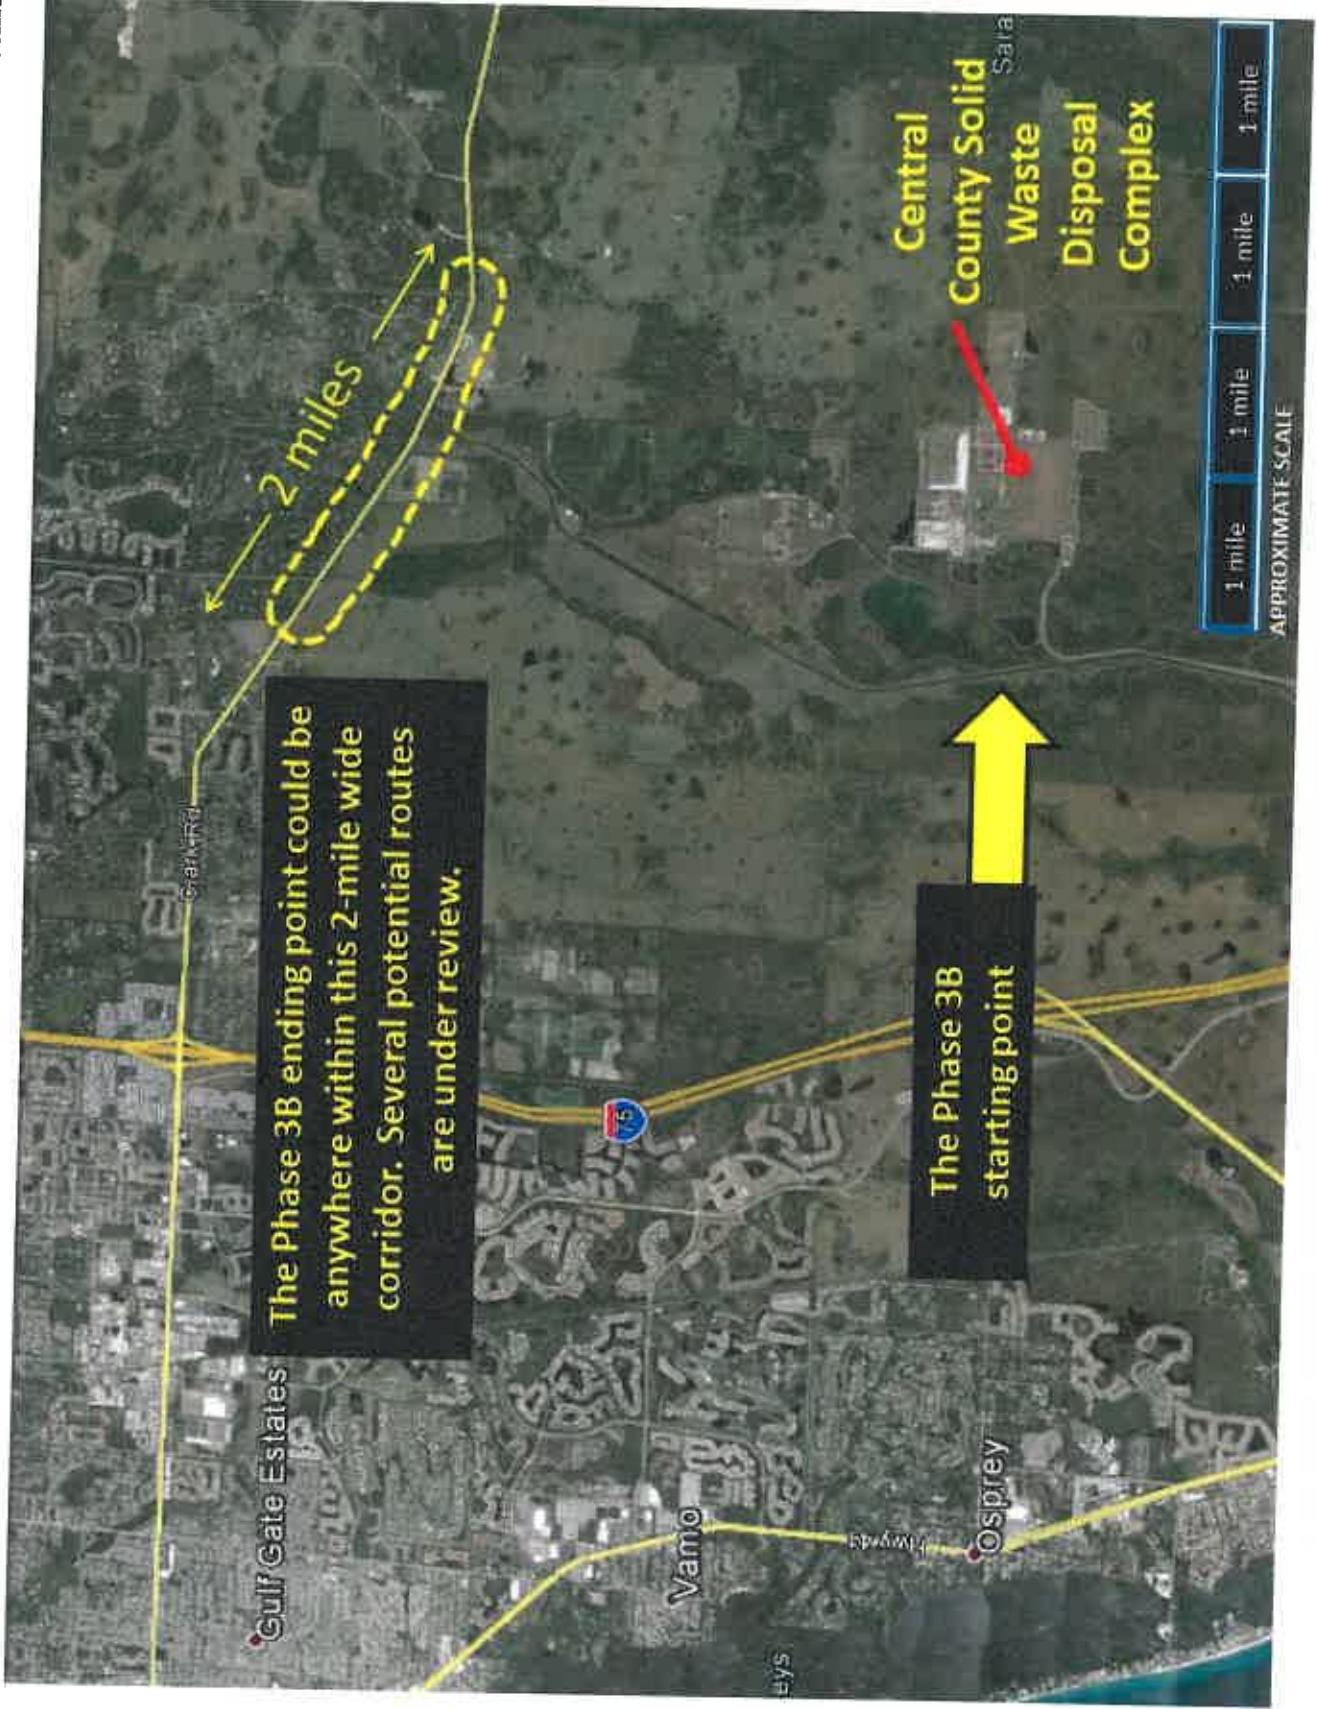 2 miles
Clark Rd
The Phase 3B ending point could be
anywhere within this 2-mile wide
corridor. Several potential routes
are under review.
Gulf Gate Estates
75
Vamo
eys
Osprey
The Phase 3B
starting point
Central
County Solid
Waste
Disposal
Complex
Sara
1 mile
1 mile
1 mile
1 mile
APPROXIMATE SCALE